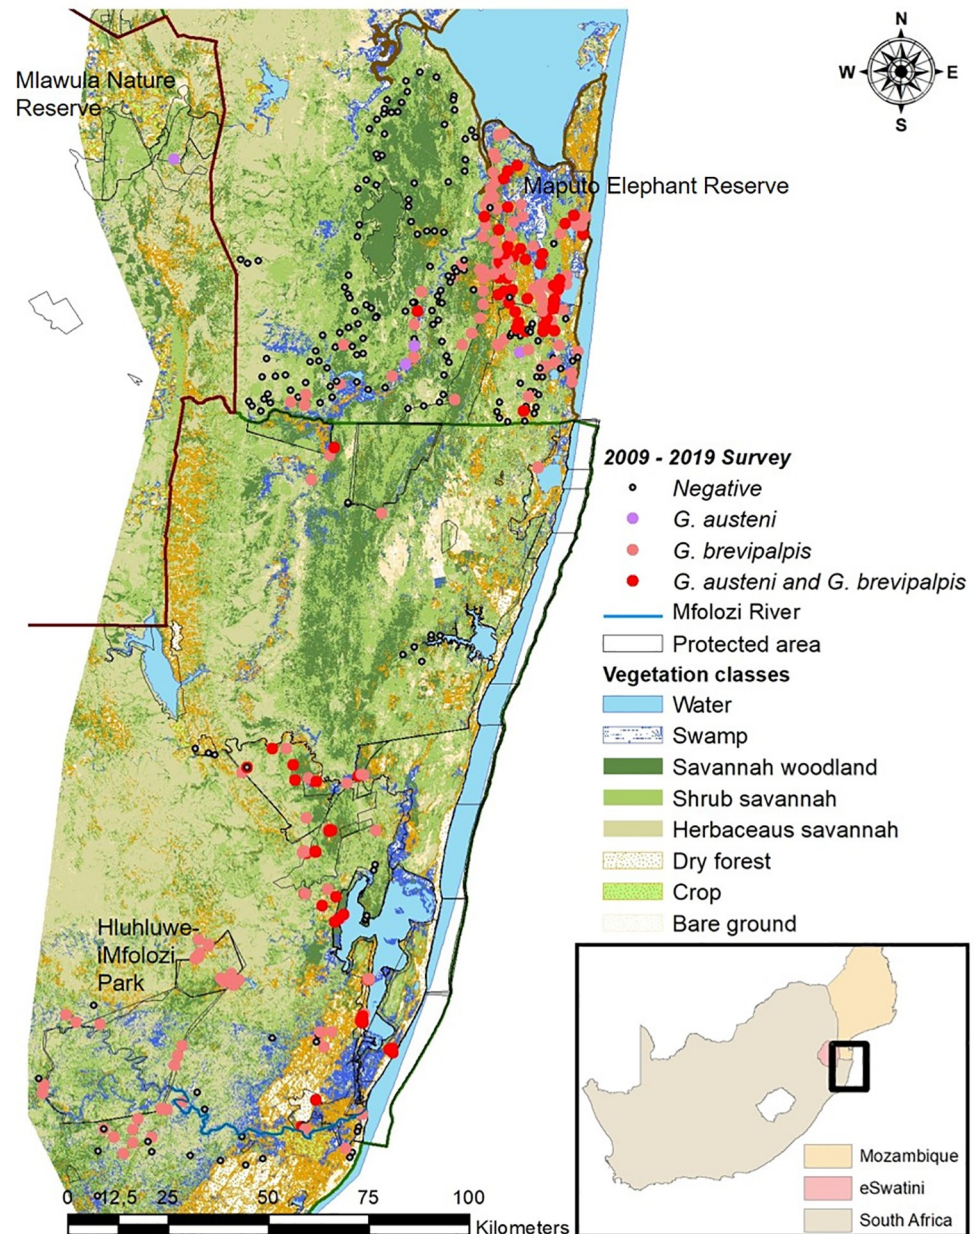 N
W E
S
Mlawula Nature
Reserve
Maputo Elephant Reserve
2009 - 2019 Survey
Negative
G. austeni
G. brevipalpis
G. austeni and G. brevipalpis
Mfolozi River
Protected area
Vegetation classes
Water
Swamp
Savannah woodland
Shrub savannah
Herbaceaus savannah
Dry forest
Crop
Bare ground
Hluhluwe-
iMfolozi
Park
Mozambique
eSwatini
South Africa
0 12,5 25 50 75 100
Kilometers